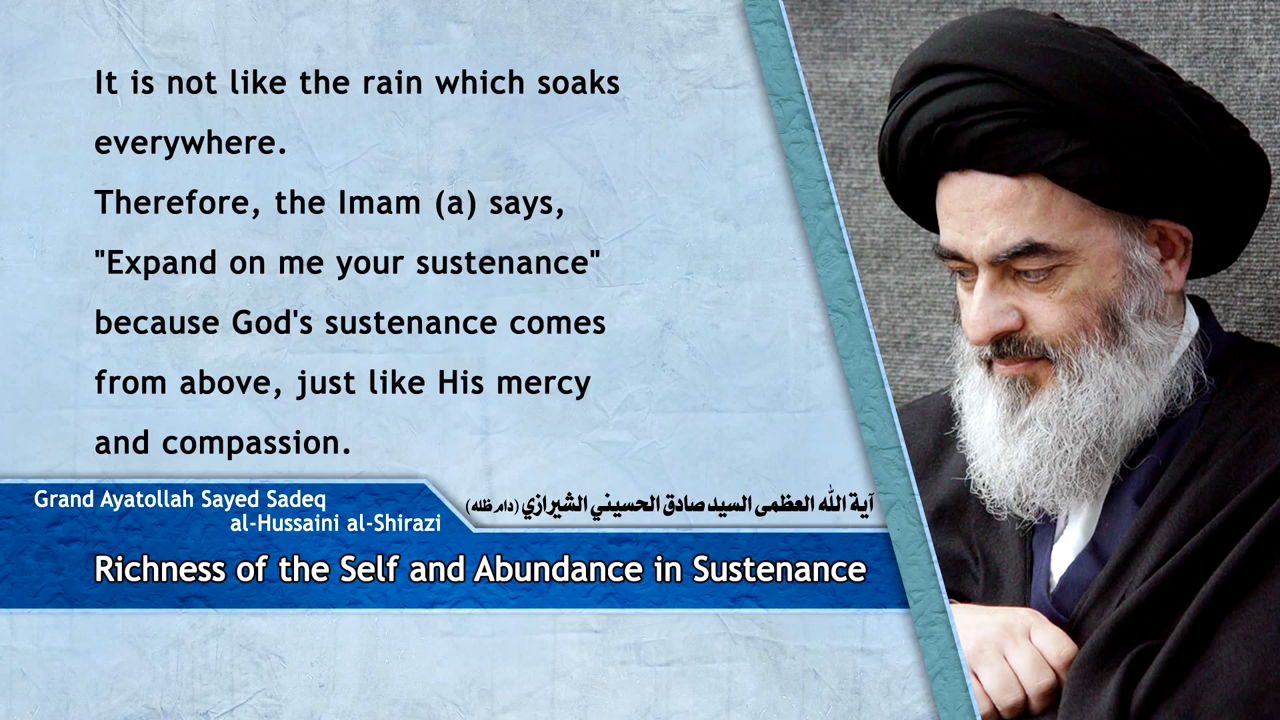 It is not like the rain which soaks
everywhere.
Therefore, the Imam (a) says,
"Expand on me your sustenance"
because God's sustenance comes
from above, just like His mercy
and compassion.
Grand Ayatollah Sayed Sadeq
al-Hussaini al-Shirazi
آية الله العظمى السيد صادق الحسيني الشيرازي (دام ظله)
Richness of the Self and Abundance in Sustenance